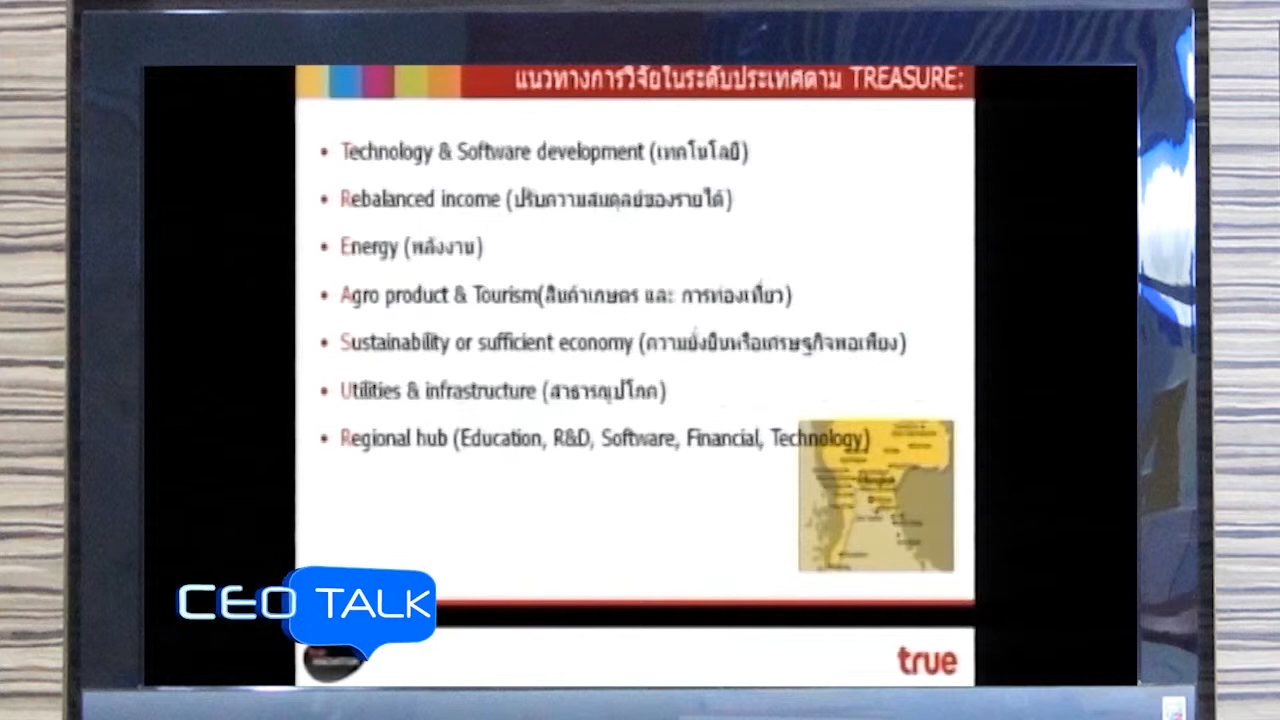 แนวทางการวิจัยในระดับประเทศตาม TREASURE:
• Technology & Software development (เทคโนโลยี)
• Rebalanced income (ปรับความสมดุลย์ของรายได้)
• Energy (พลังงาน)
• Agro product & Tourism(สินค้าเกษตร และ การท่องเที่ยว)
• Sustainability or sufficient economy (ความยั่งยืนหรือเศรษฐกิจพอเพียง)
• Utilities & infrastructure (สาธารณูปโภค)
• Regional hub (Education, R&D, Software, Financial, Technology)
CEO TALK
true